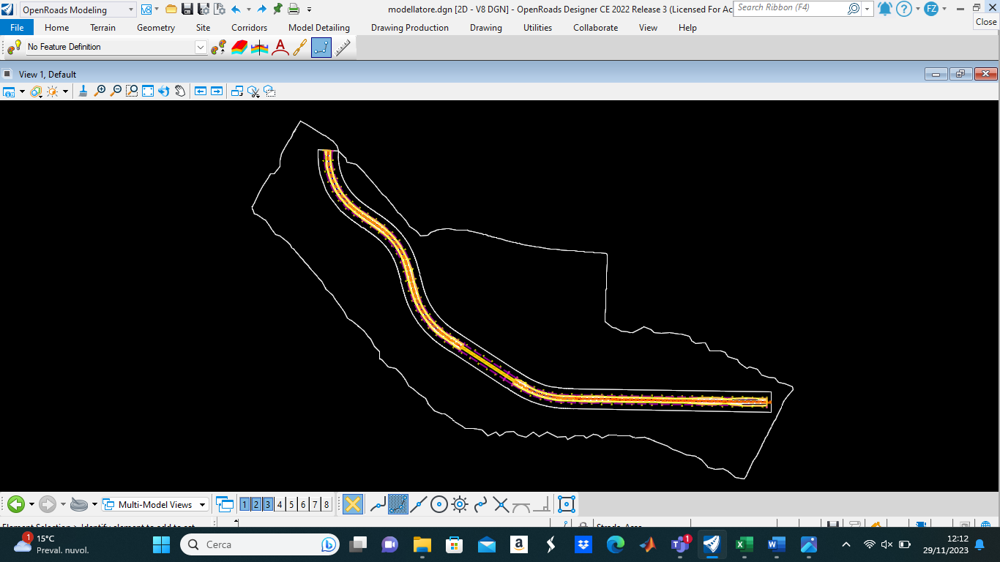 OpenRoads Modeling
V8
modellatore.dgn [2D - V8 DGN] - OpenRoads Designer CE 2022 Release 3 (Licensed For Ac
Search Ribbon (F4)
FZ
Close
File Home Terrain Geometry Site Corridors Model Detailing Drawing Production Drawing Utilities Collaborate View Help
No Feature Definition
View 1, Default
Multi-Model Views
1 2 3 4 5 6 7 8
Element Selection > Identify element to add to set
Strada_Area
1
15°C
Preval. nuvol.
Cerca
1
12:12
29/11/2023